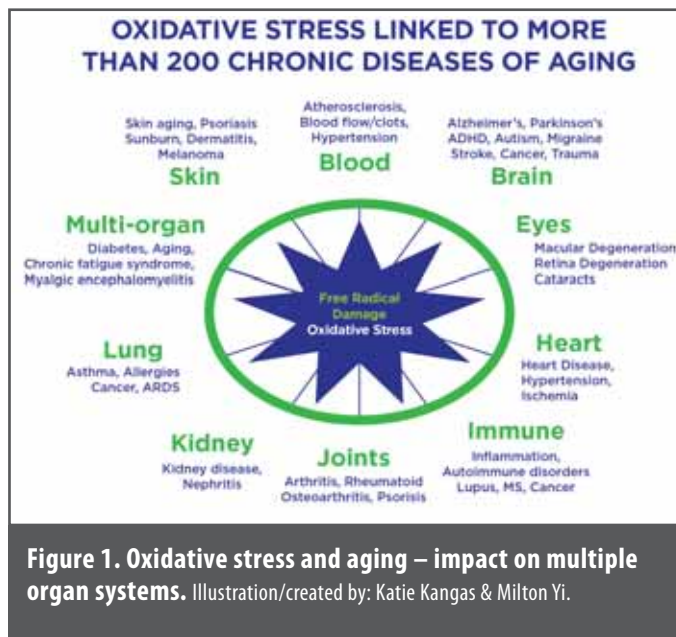 OXIDATIVE STRESS LINKED TO MORE
THAN 200 CHRONIC DISEASES OF AGING
Atherosclerosis,
Blood flow/clots,
Hypertension
Blood
Skin aging, Psoriasis
Sunburn, Dermatitis,
Melanoma
Skin
Alzheimer's, Parkinson's
ADHD, Autism, Migraine
Stroke, Cancer, Trauma
Brain
Multi-organ
Diabetes, Aging,
Chronic fatigue syndrome,
Myalgic encephalomyelitis
Eyes
Macular Degeneration
Retina Degeneration
Cataracts
Free Radical
Damage
Oxidative Stress
Lung
Asthma, Allergies
Cancer, ARDS
Heart
Heart Disease,
Hypertension,
Ischemia
Kidney
Kidney disease,
Nephritis
Joints
Arthritis, Rheumatoid
Osteoarthritis, Psorisis
Immune
Inflammation,
Autoimmune disorders
Lupus, MS, Cancer
Figure 1. Oxidative stress and aging – impact on multiple
organ systems. Illustration/created by: Katie Kangas & Milton Yi.